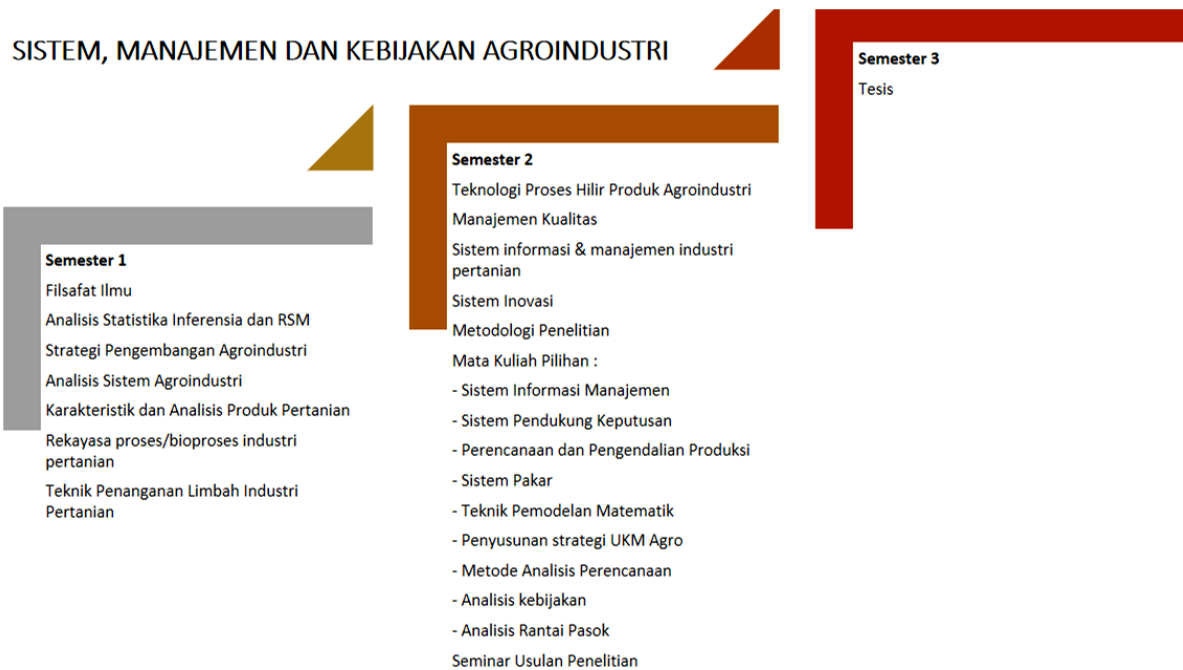 SISTEM, MANAJEMEN DAN KEBIJAKAN AGROINDUSTRI
Semester 1
Filsafat Ilmu
Analisis Statistika Inferensia dan RSM
Strategi Pengembangan Agroindustri
Analisis Sistem Agroindustri
Karakteristik dan Analisis Produk Pertanian
Rekayasa proses/bioproses industri
pertanian
Teknik Penanganan Limbah Industri
Pertanian
Semester 2
Teknologi Proses Hilir Produk Agroindustri
Manajemen Kualitas
Sistem informasi & manajemen industri
pertanian
Sistem Inovasi
Metodologi Penelitian
Mata Kuliah Pilihan :
- Sistem Informasi Manajemen
- Sistem Pendukung Keputusan
- Perencanaan dan Pengendalian Produksi
- Sistem Pakar
- Teknik Pemodelan Matematik
- Penyusunan strategi UKM Agro
- Metode Analisis Perencanaan
- Analisis kebijakan
- Analisis Rantai Pasok
Seminar Usulan Penelitian
Semester 3
Tesis